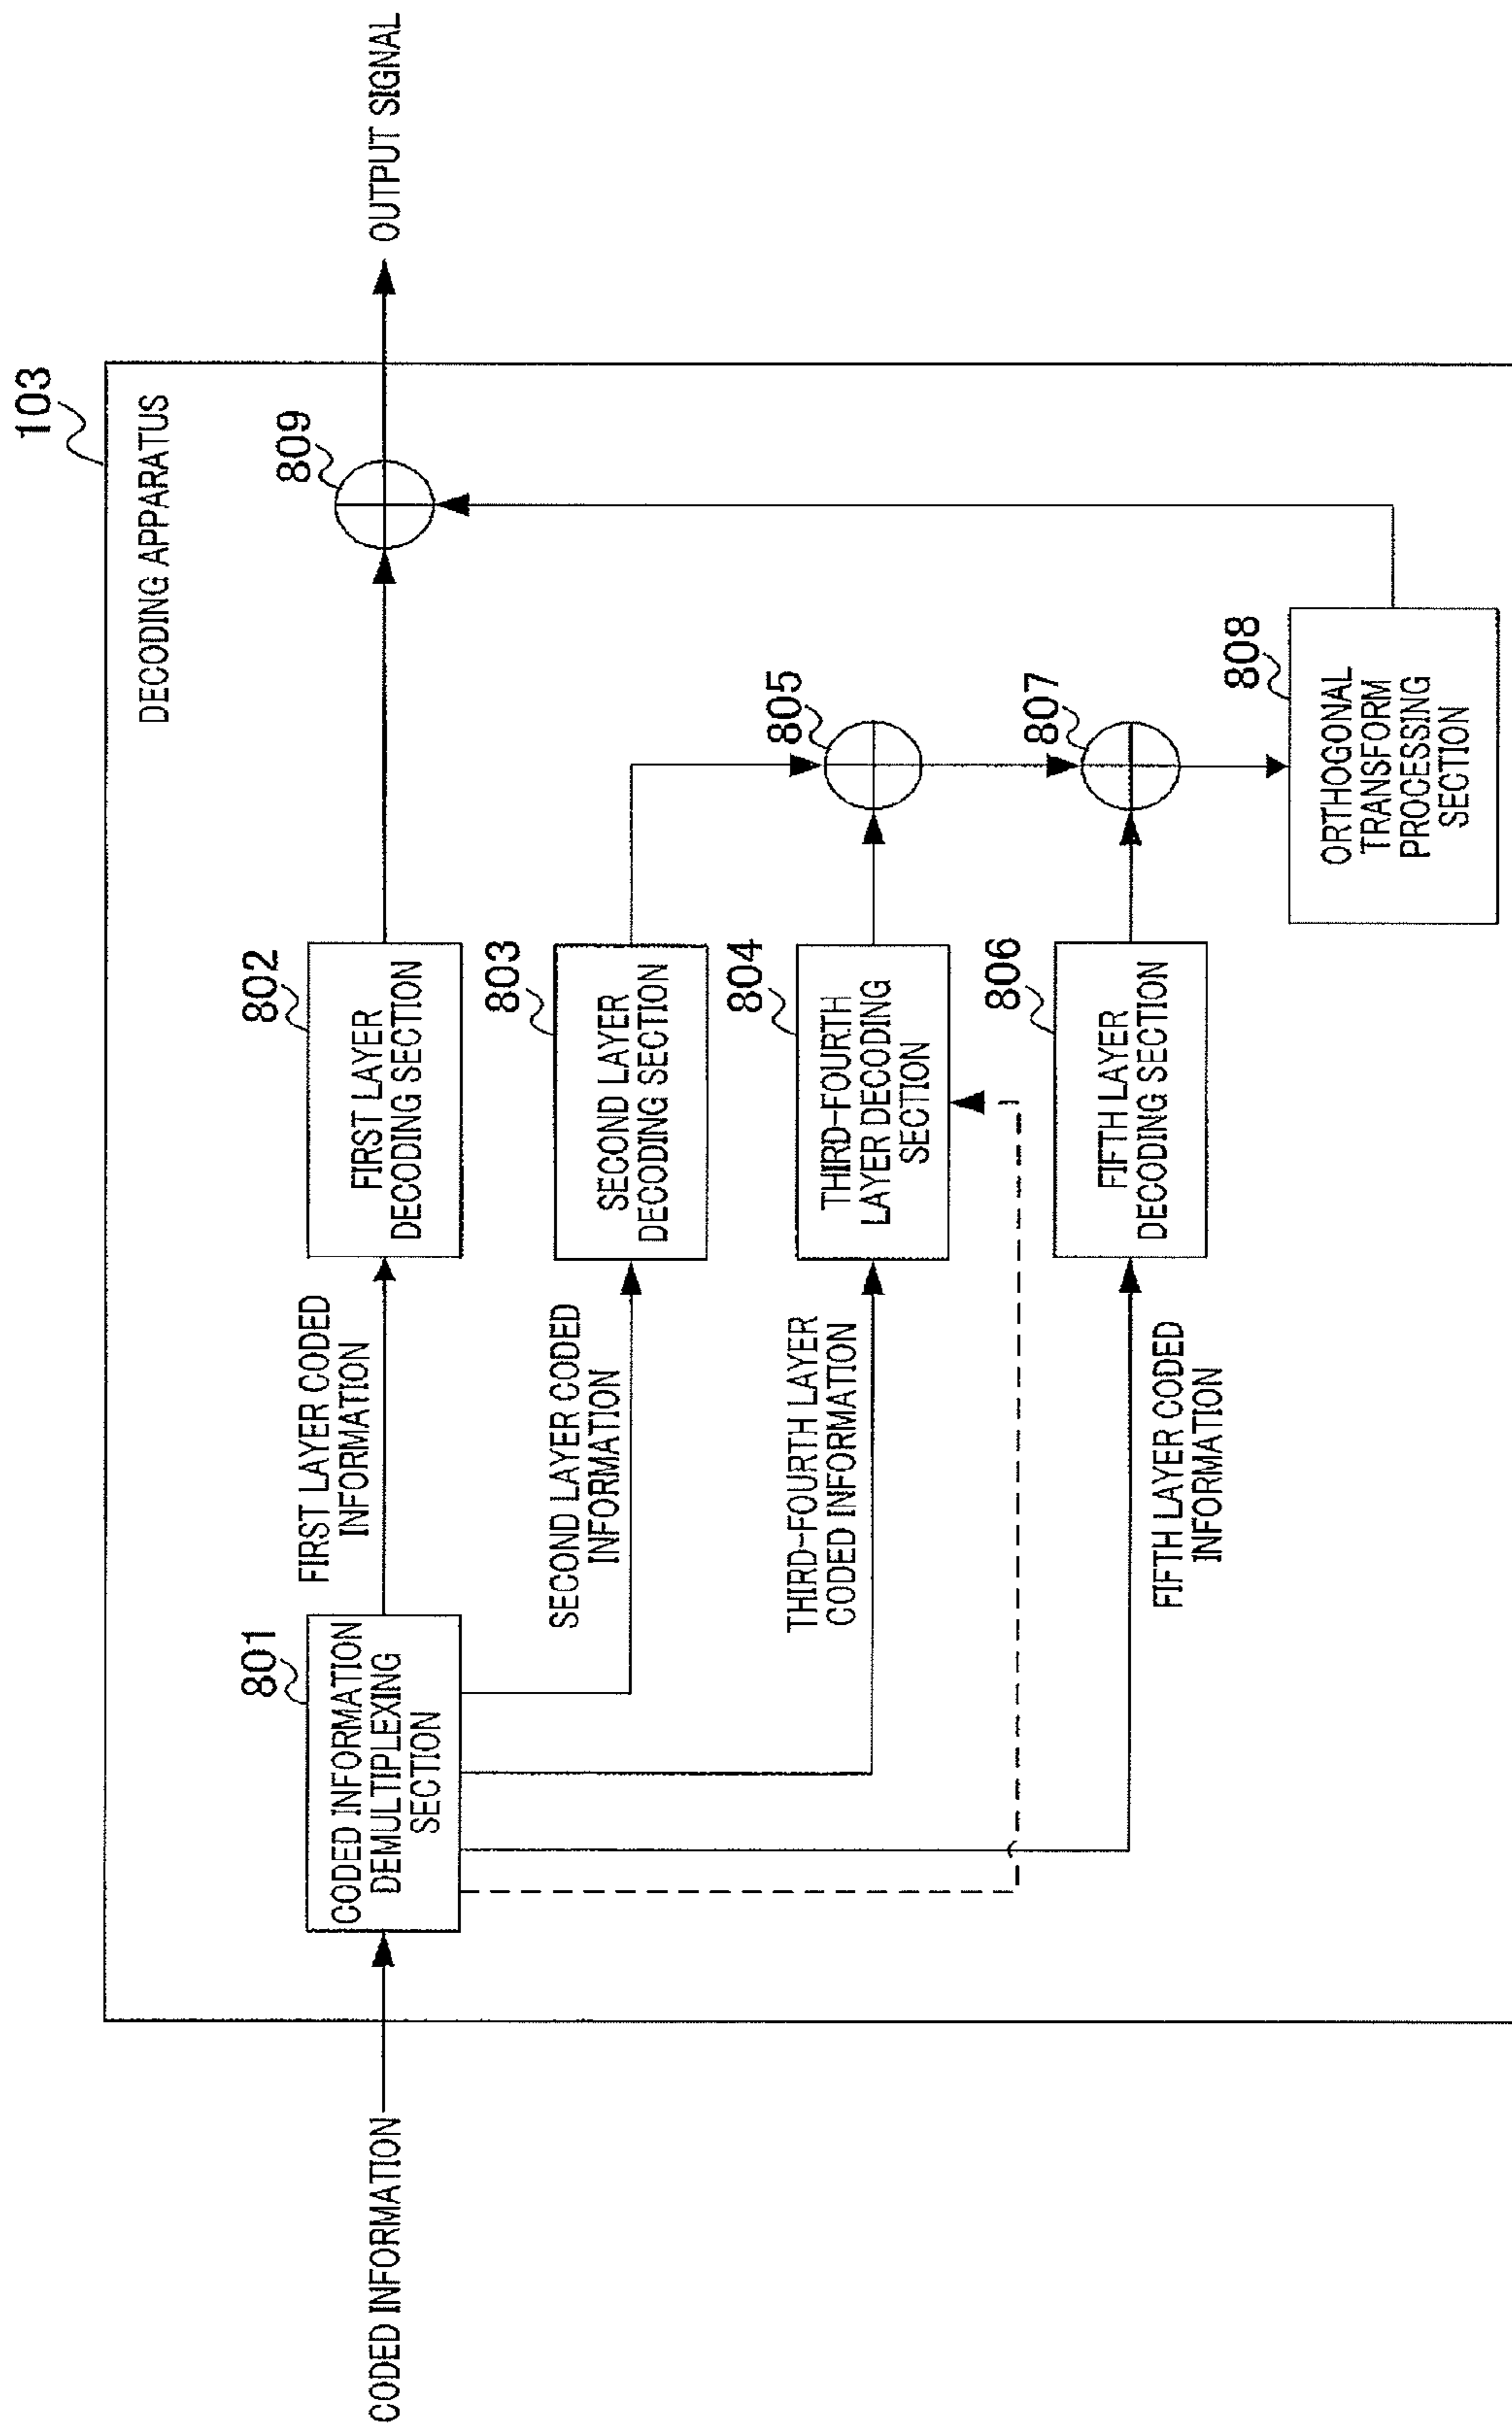 103
DECODING APPARATUS
CODED INFORMATION
801
CODED INFORMATION
DEMULTIPLEXING
SECTION
FIRST LAYER CODED
INFORMATION
802
FIRST LAYER
DECODING SECTION
809
OUTPUT SIGNAL
SECOND LAYER CODED
INFORMATION
803
SECOND LAYER
DECODING SECTION
THIRD-FOURTH LAYER
CODED INFORMATION
804
THIRD-FOURTH
LAYER DECODING
SECTION
805
FIFTH LAYER CODED
INFORMATION
806
FIFTH LAYER
DECODING SECTION
807
808
ORTHOGONAL
TRANSFORM
PROCESSING
SECTION